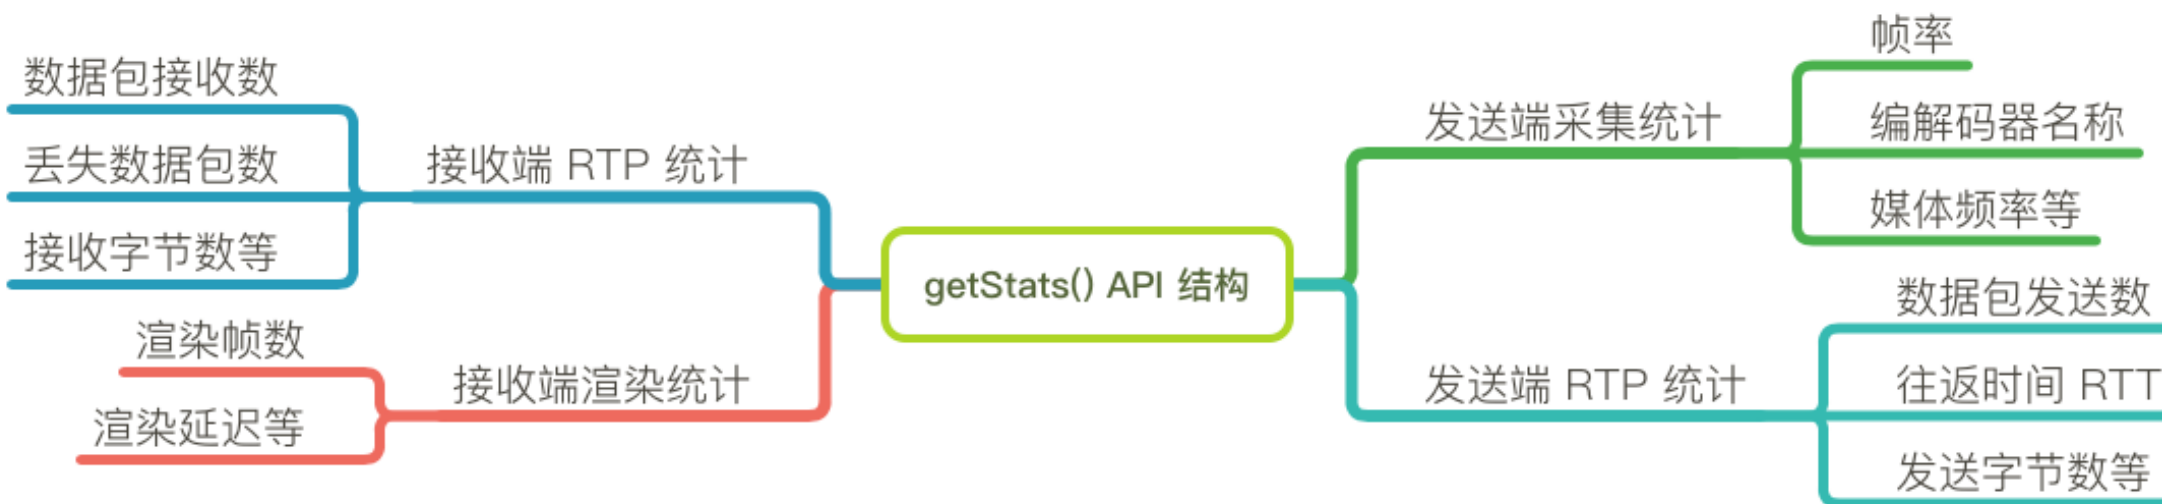 数据包接收数
丢失数据包数
接收字节数等
接收端 RTP 统计
渲染帧数
渲染延迟等
接收端渲染统计
getStats() API 结构
发送端采集统计
帧率
编解码器名称
媒体频率等
发送端 RTP 统计
数据包发送数
往返时间 RTT
发送字节数等